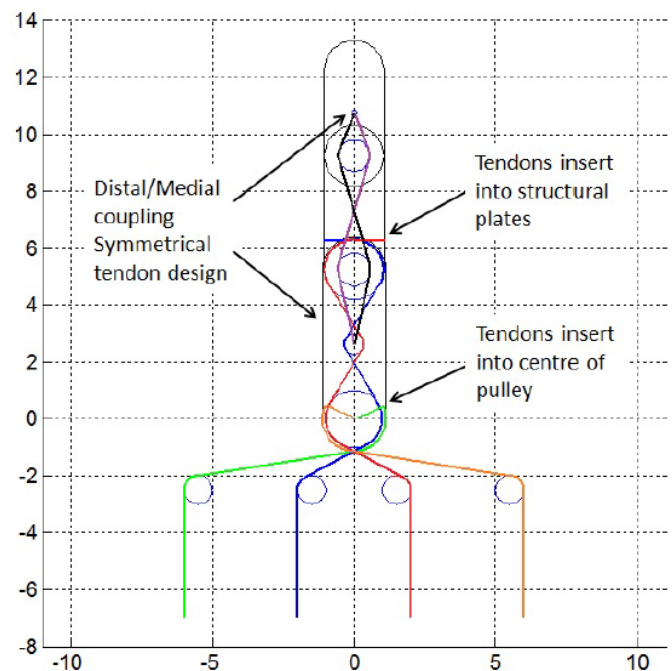 14
12
10
8
6
4
2
0
-2
-4
-6
-8
-10
-5
0
5
10
Distal/Medial
coupling
Symmetrical
tendon design
Tendons insert
into structural
plates
Tendons insert
into centre of
pulley